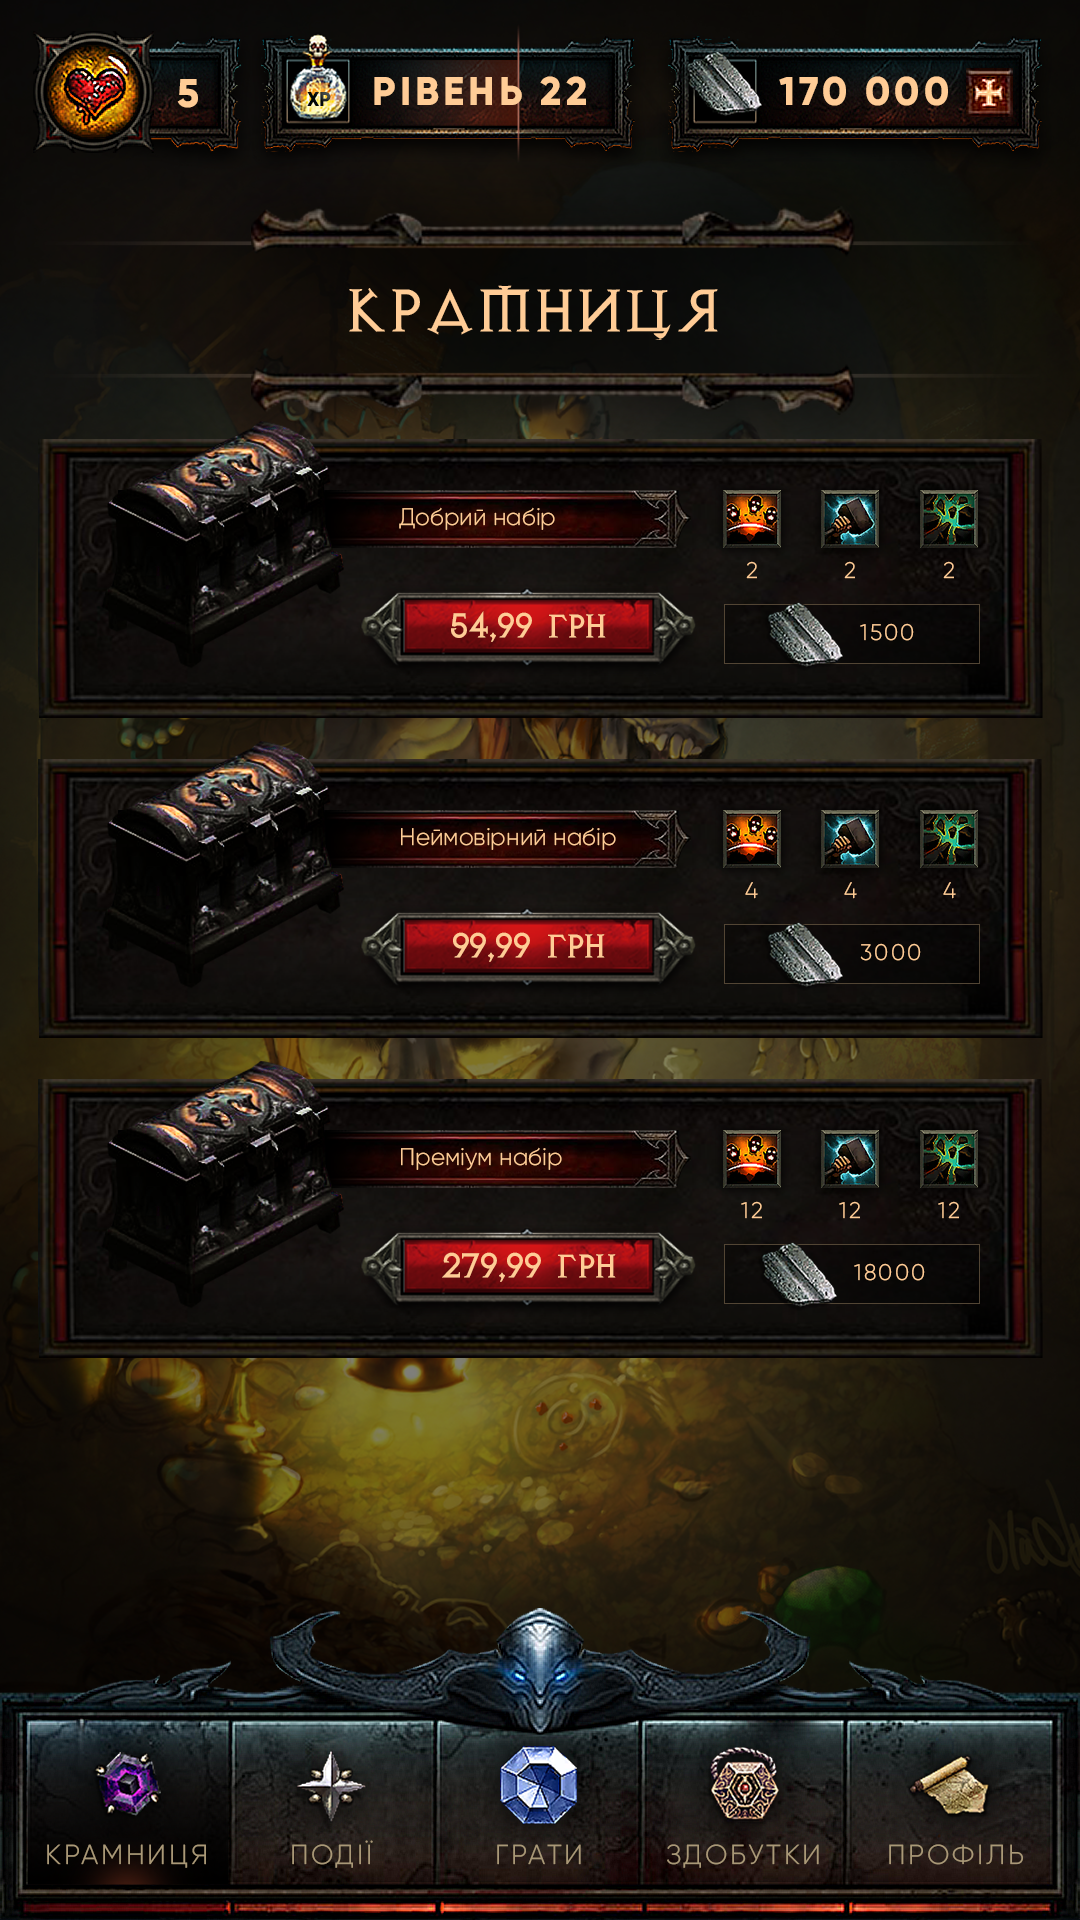 5
XP
РІВЕНЬ 22
170 000
КРАМНИЦЯ
Добрий набір
2 2 2
54,99 ГРН
1500
Неймовірний набір
4 4 4
99,99 ГРН
3000
Преміум набір
12 12 12
279,99 ГРН
18000
КРАМНИЦЯ
ПОДІЇ
ГРАТИ
ЗДОБУТКИ
ПРОФІЛЬ